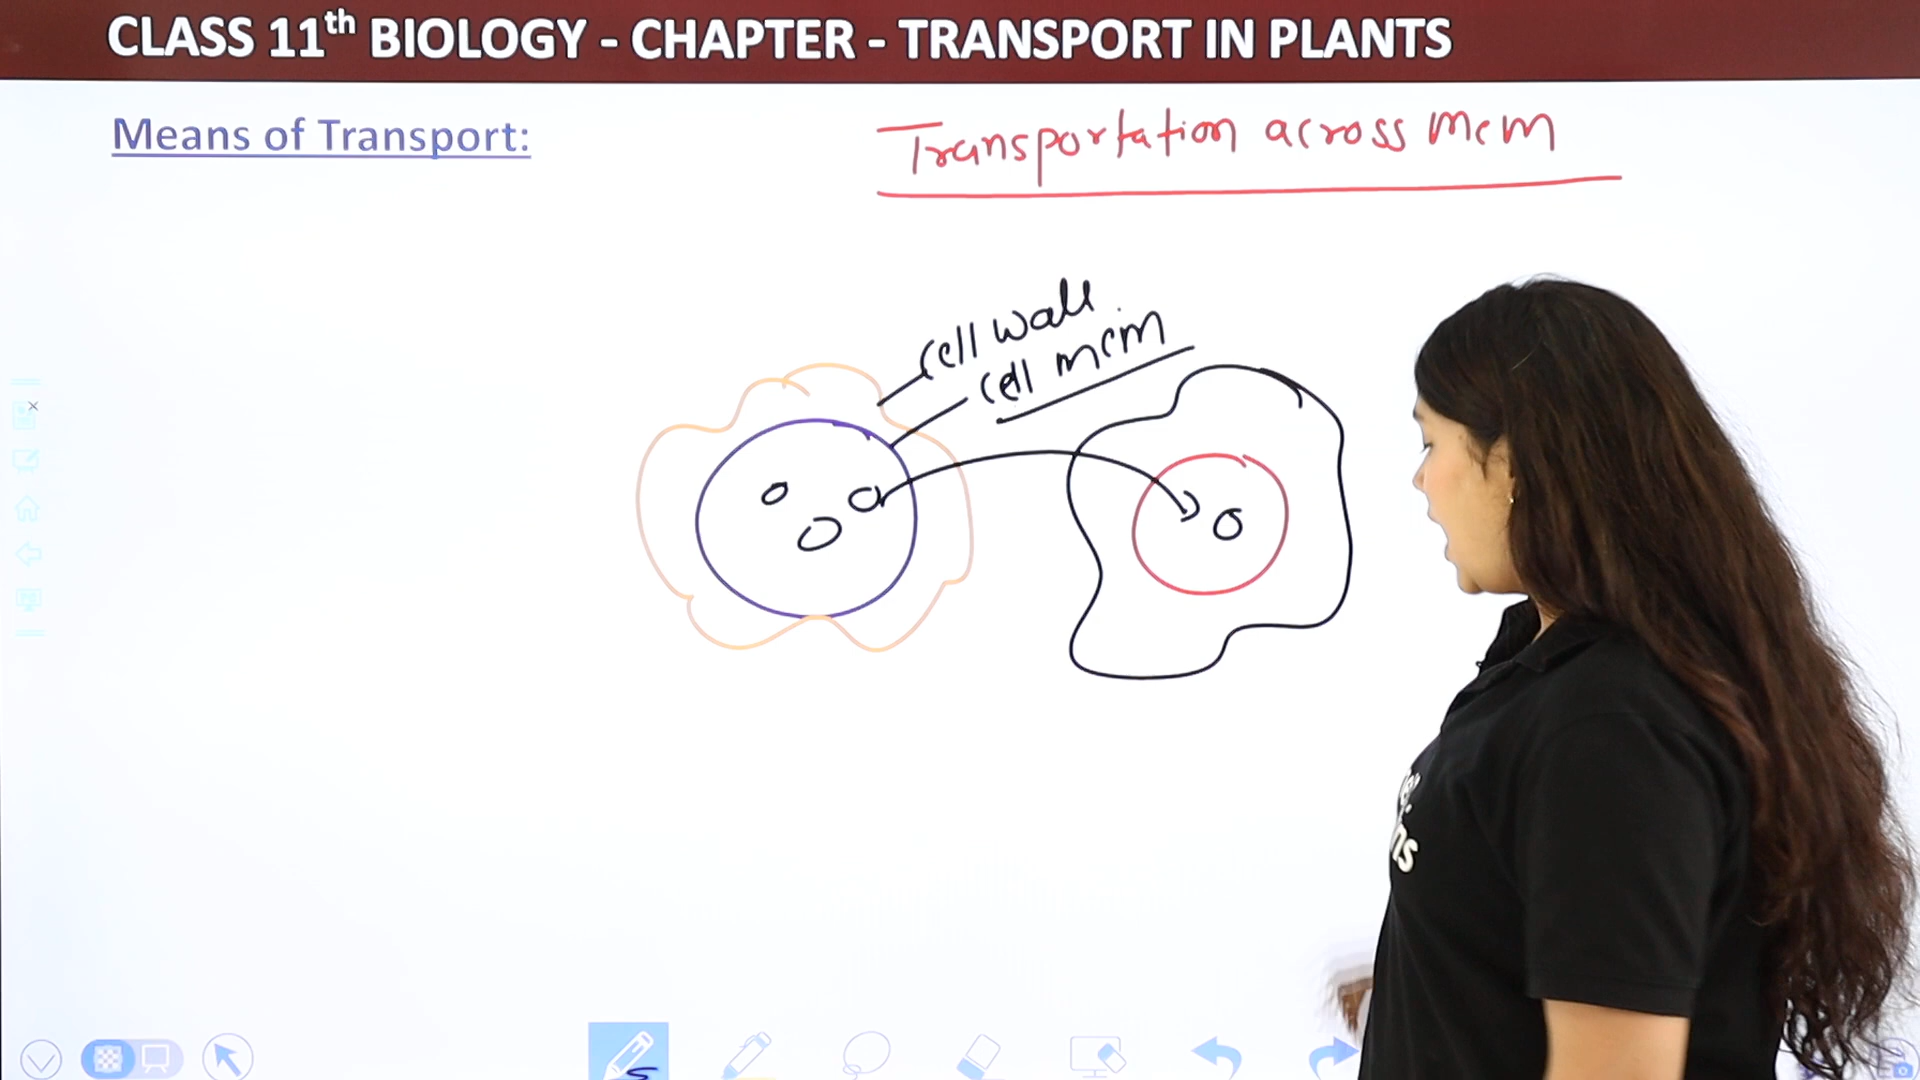 CLASS 11th BIOLOGY - CHAPTER - TRANSPORT IN PLANTS
Means of Transport:
Transportation across mem
cell wall
cell mem